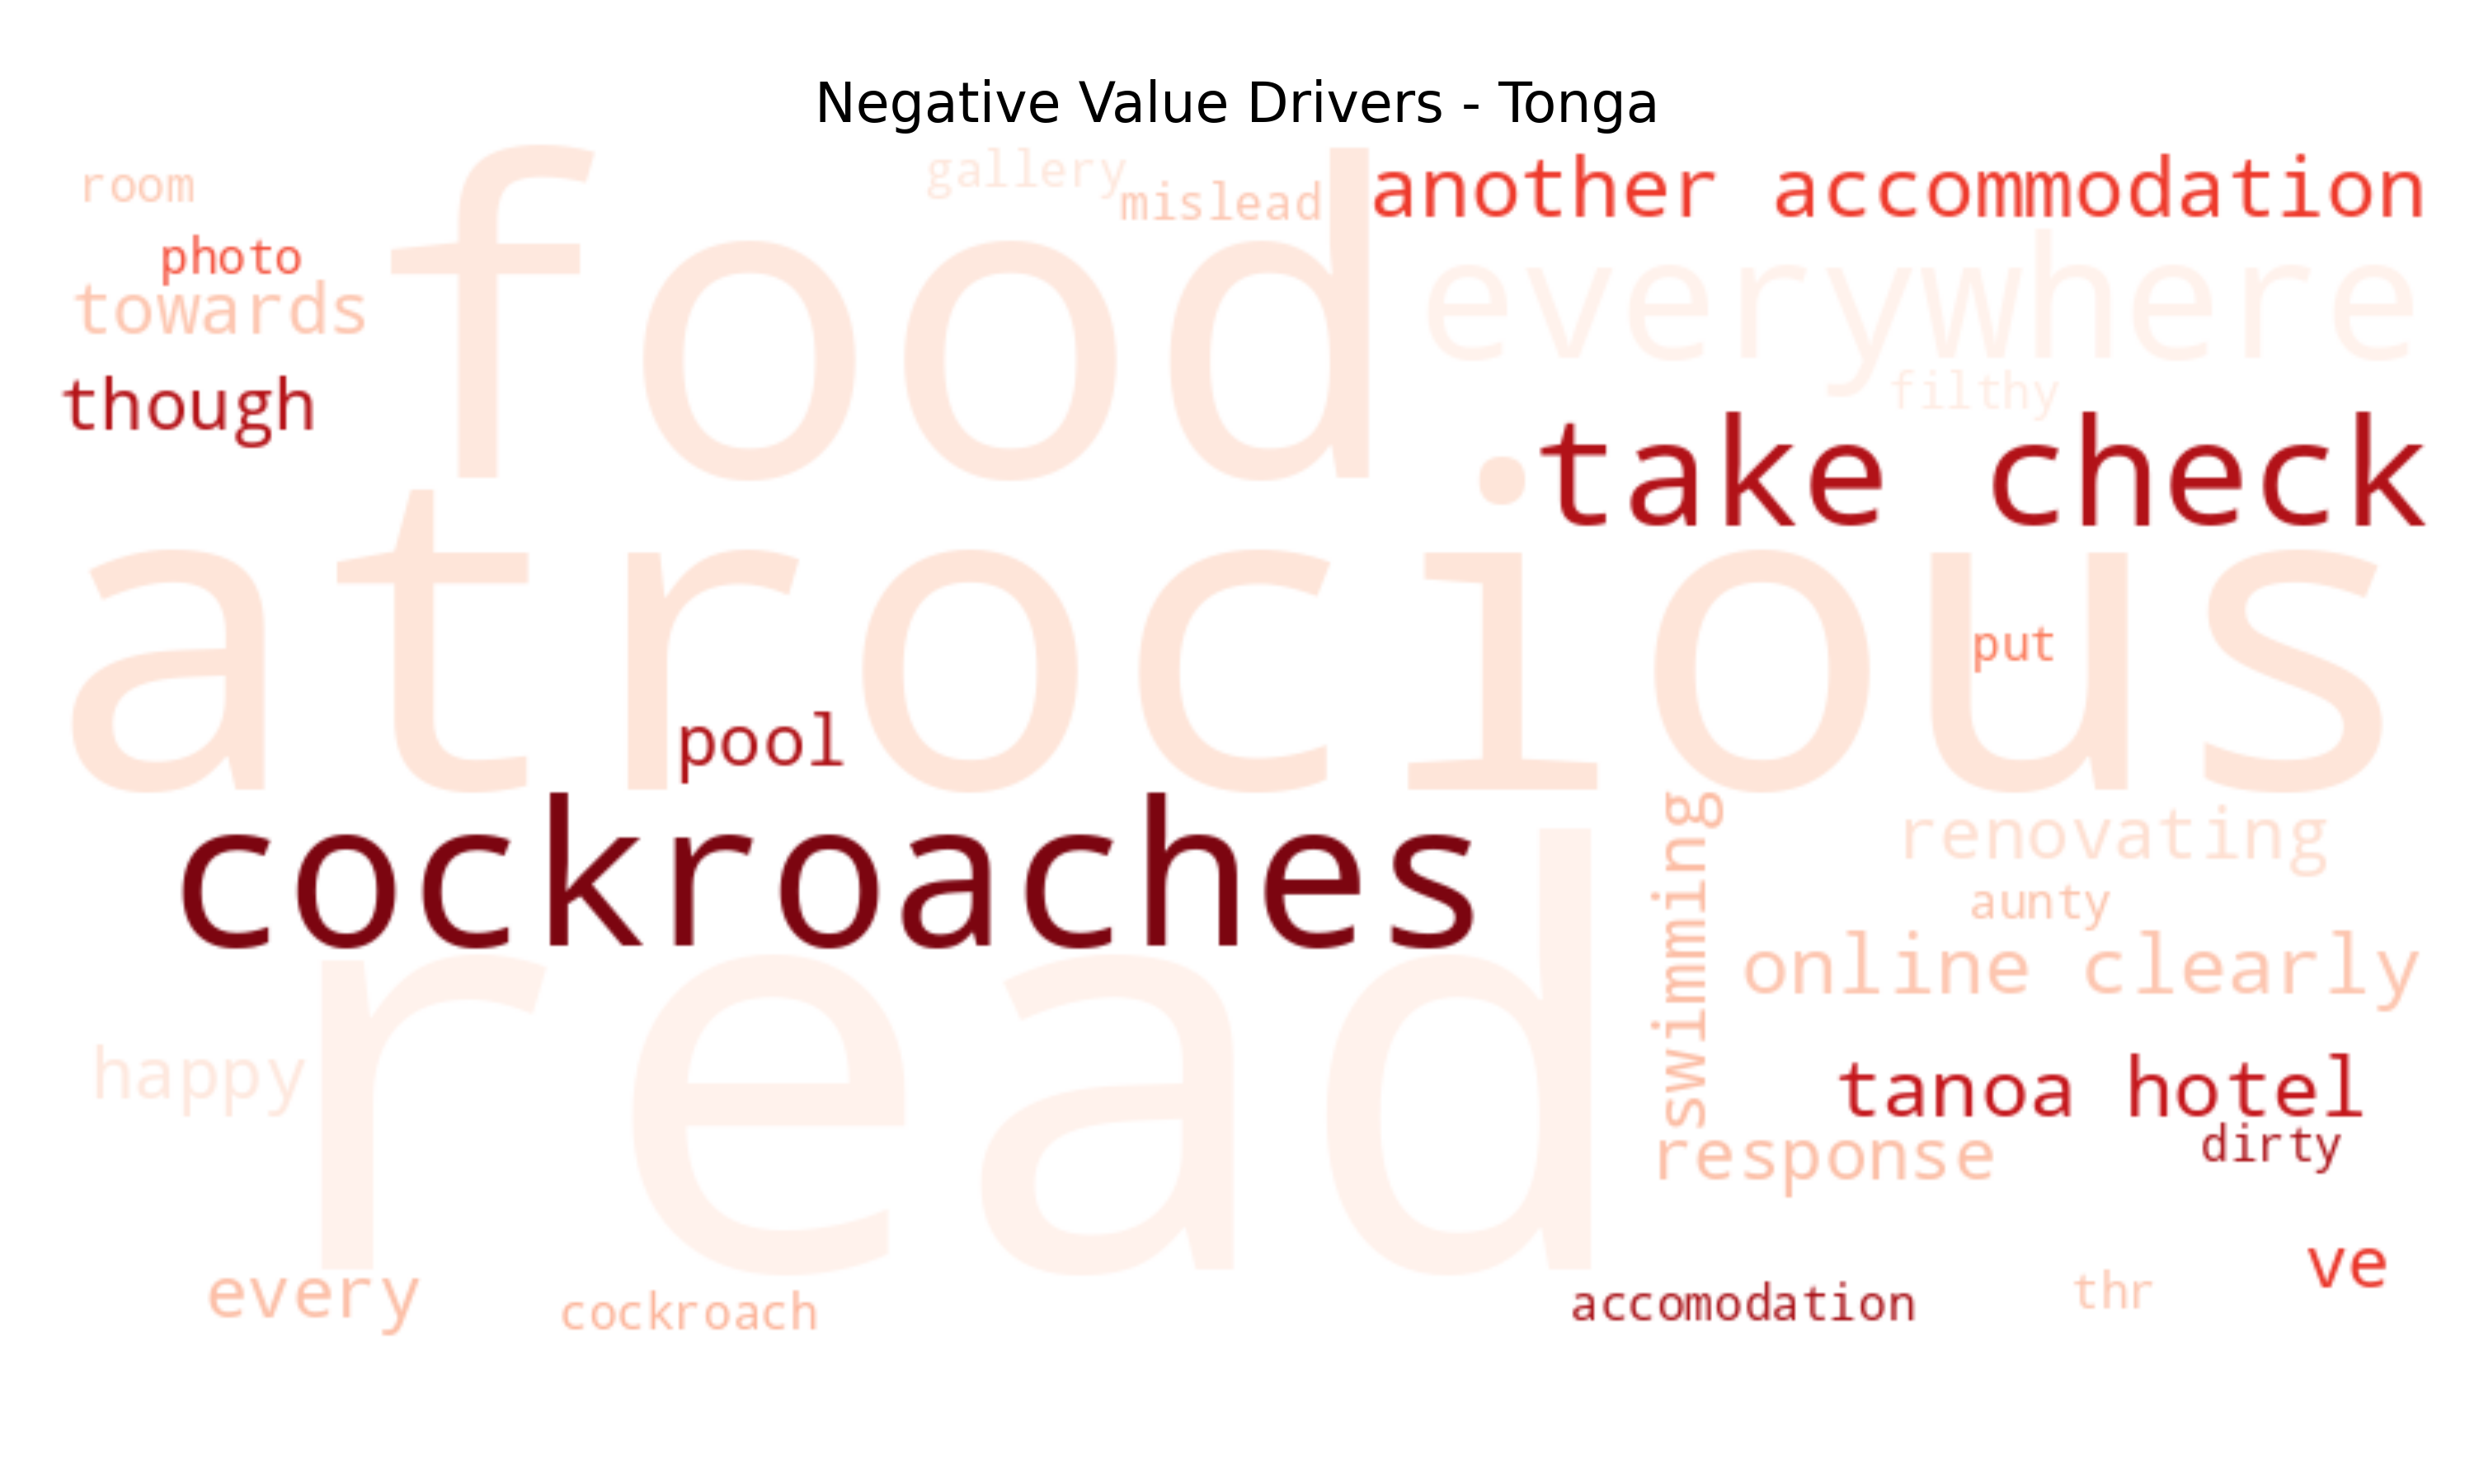 Negative Value Drivers - Tonga
room
gallery
mislead
another accommodation
photo
food
everywhere
towards
filthy
though
take check
atrocious
put
pool
cockroaches
swimming
renovating
aunty
online clearly
read
happy
tanoa hotel
response
dirty
every
cockroach
accomodation
thr
ve